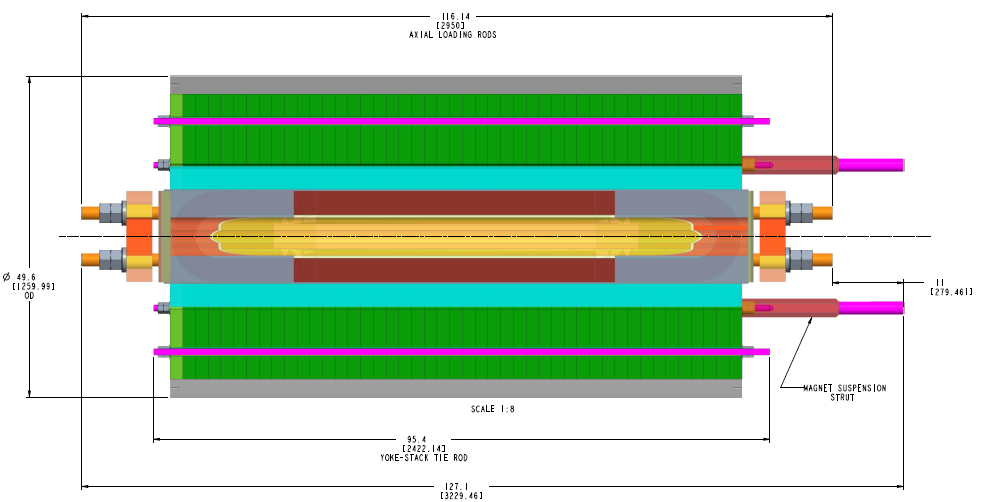 116.14
[2950]
AXIAL LOADING RODS
Ø 49.6
[1259.99]
OD
11
[279.46]
MAGNET SUSPENSION
STRUT
SCALE 1:8
95.4
[2422.14]
YOKE-STACK TIE ROD
127.1
[3229.46]